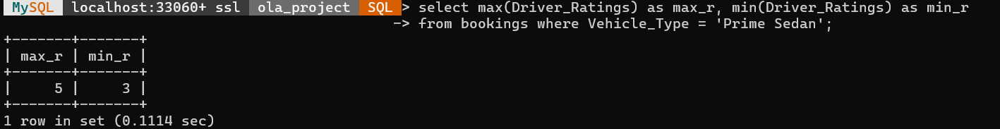 MySQL localhost:33060+ ssl ola_project SQL > select max(Driver_Ratings) as max_r, min(Driver_Ratings) as min_r
-> from bookings where Vehicle_Type = 'Prime Sedan';
+-------+-------+
| max_r | min_r |
+-------+-------+
|     5 |     3 |
+-------+-------+
1 row in set (0.1114 sec)